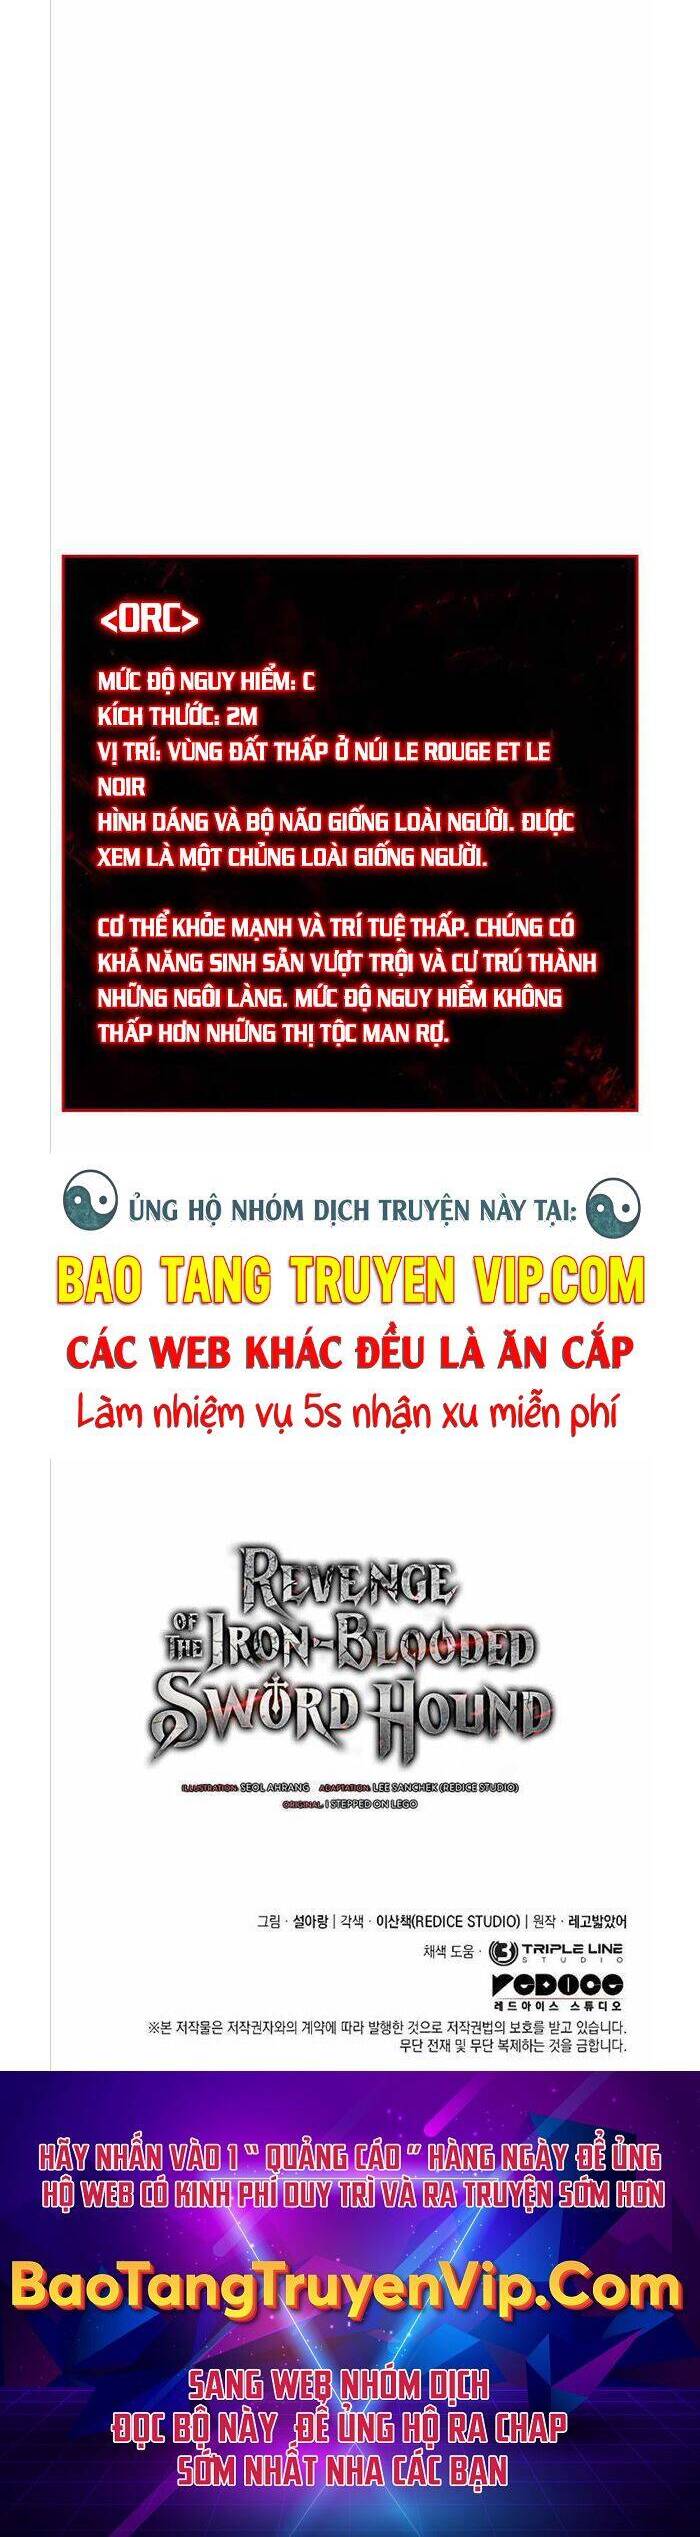 <ORC>
MỨC ĐỘ NGUY HIỂM: C
KÍCH THƯỚC: 2M
VỊ TRÍ: VÙNG ĐẤT THẤP Ở NÚI LE ROUGE ET LE
NOIR
HÌNH DÁNG VÀ BỘ NÃO GIỐNG LOÀI NGƯỜI. ĐƯỢC
XEM LÀ MỘT CHỦNG LOÀI GIỐNG NGƯỜI.
CƠ THỂ KHỎE MẠNH VÀ TRÍ TUỆ THẤP. CHÚNG CÓ
KHẢ NĂNG SINH SẢN VƯỢT TRỘI VÀ CƯ TRÚ THÀNH
NHỮNG NGÔI LÀNG. MỨC ĐỘ NGUY HIỂM KHÔNG
THẤP HƠN NHỮNG THỊ TỘC MAN RỢ.
ỦNG HỘ NHÓM DỊCH TRUYỆN NÀY TẠI:
BAO TANG TRUYEN VIP.COM
CÁC WEB KHÁC ĐỀU LÀ ĂN CẮP
Làm nhiệm vụ 5s nhận xu miễn phí
REVENGE
OF THE IRON-BLOODED
SWORD HOUND
ILLUSTRATION: SEOL AHRANG ADAPTATION: LEE SANCHEK (REDICE STUDIO)
ORIGINAL: I STEPPED ON LEGO
그림 · 설아랑 | 각색 · 이산책(REDICE STUDIO) | 원작 · 레고밟았어
채색 도움 · TRIPLE LINE
STUDIO
REDICE
레드아이스 스튜디오
※본 저작물은 저작권자와의 계약에 따라 발행한 것으로 저작권법의 보호를 받고 있습니다.
무단 전재 및 무단 복제하는 것을 금합니다.
HÃY NHẤN VÀO 1 “ QUẢNG CÁO ” HÀNG NGÀY ĐỂ ỦNG
HỘ WEB CÓ KINH PHÍ DUY TRÌ VÀ RA TRUYỆN SỚM HƠN
BaoTangTruyenVip.Com
SANG WEB NHÓM DỊCH
ĐỌC BỘ NÀY ĐỂ ỦNG HỘ RA CHAP
SỚM NHẤT NHA CÁC BẠN